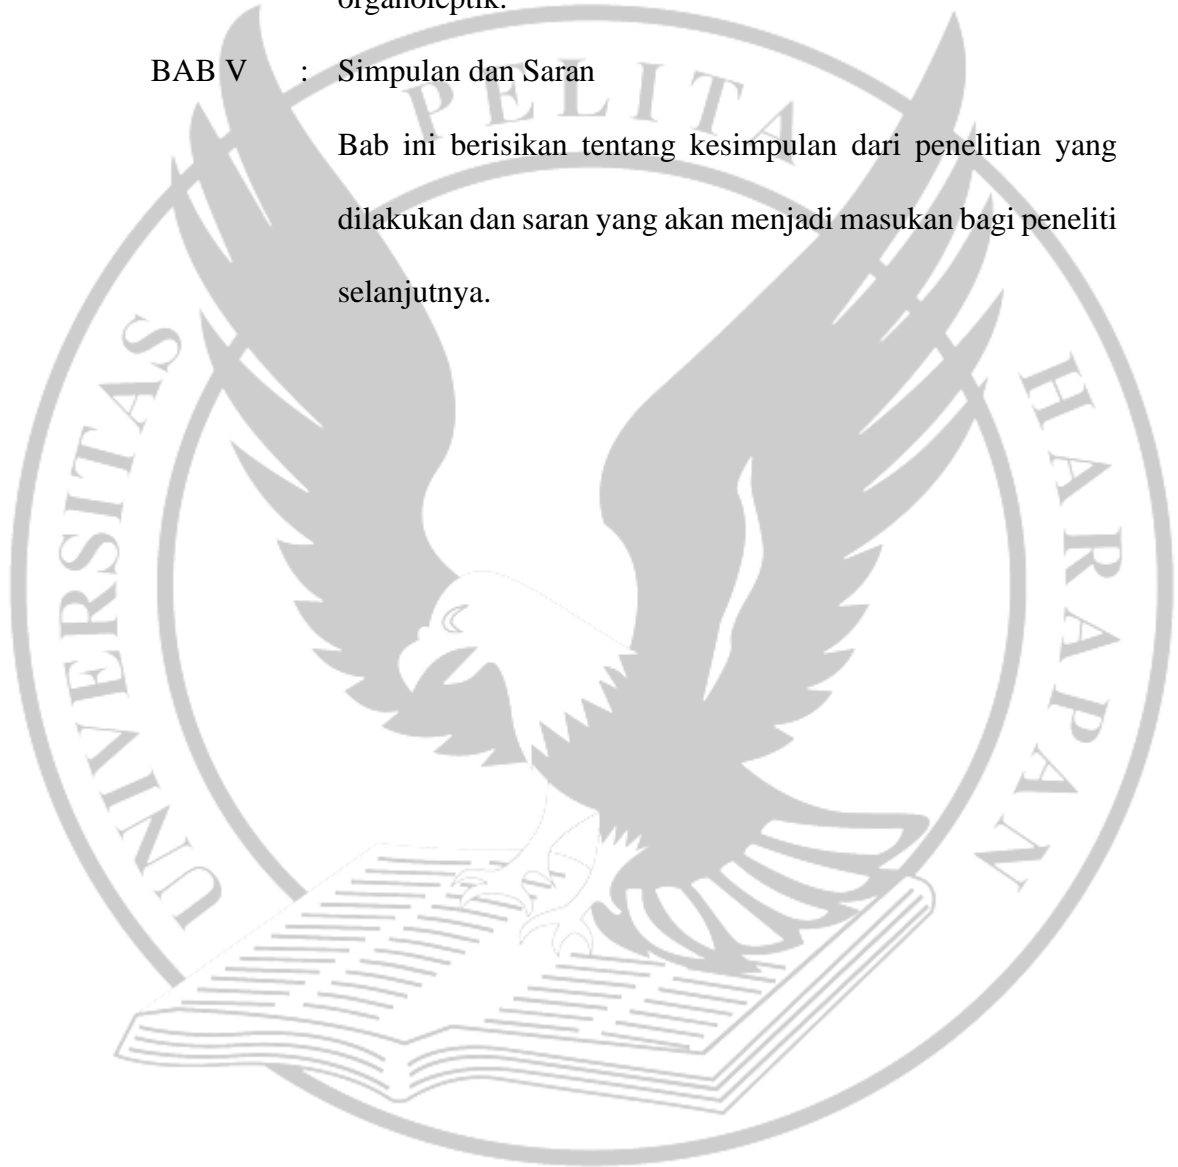 organoleptik.
BAB V : Simpulan dan Saran
Bab ini berisikan tentang kesimpulan dari penelitian yang
dilakukan dan saran yang akan menjadi masukan bagi peneliti
selanjutnya.
UNIVERSITAS PELITA HARAPAN